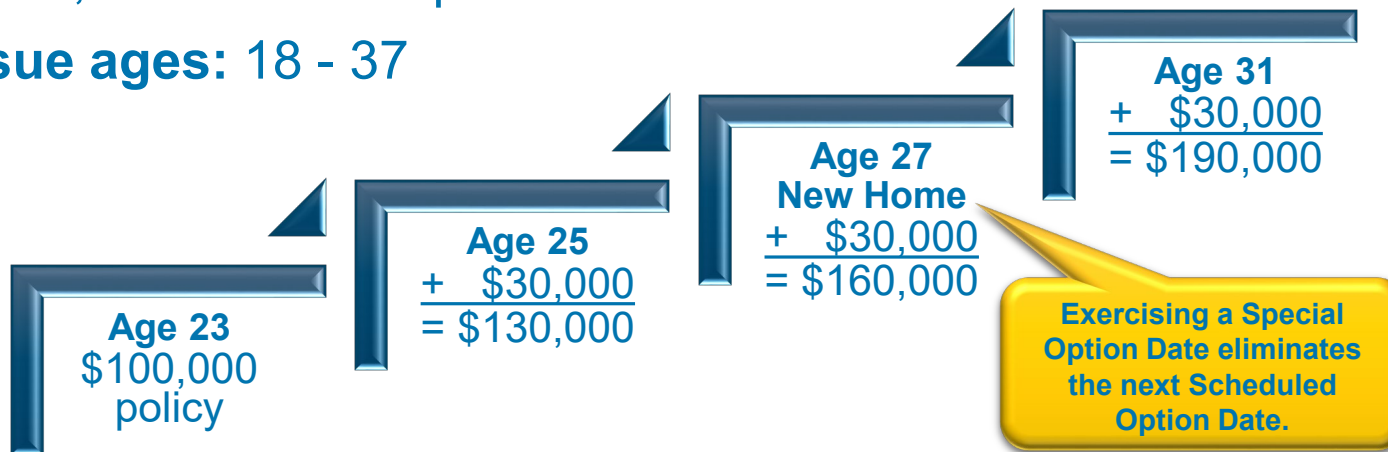 ssue ages: 18 - 37
Age 23
$100,000
policy
Age 25
+ $30,000
= $130,000
Age 27
New Home
+ $30,000
= $160,000
Age 31
+ $30,000
= $190,000
Exercising a Special
Option Date eliminates
the next Scheduled
Option Date.